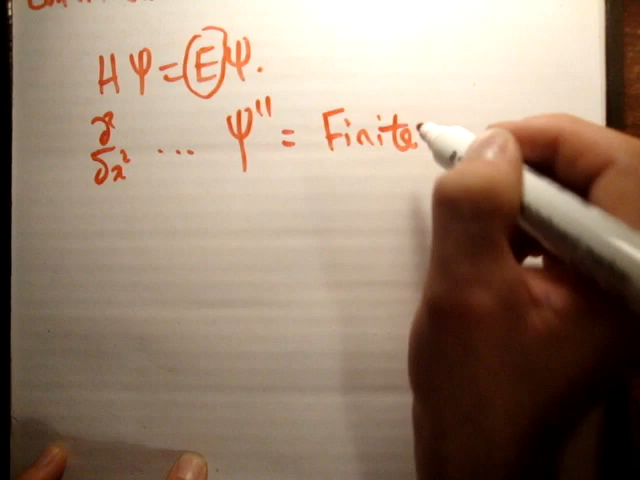 Hψ = Eψ.
∂²
∂x² ... ψ'' = Finite